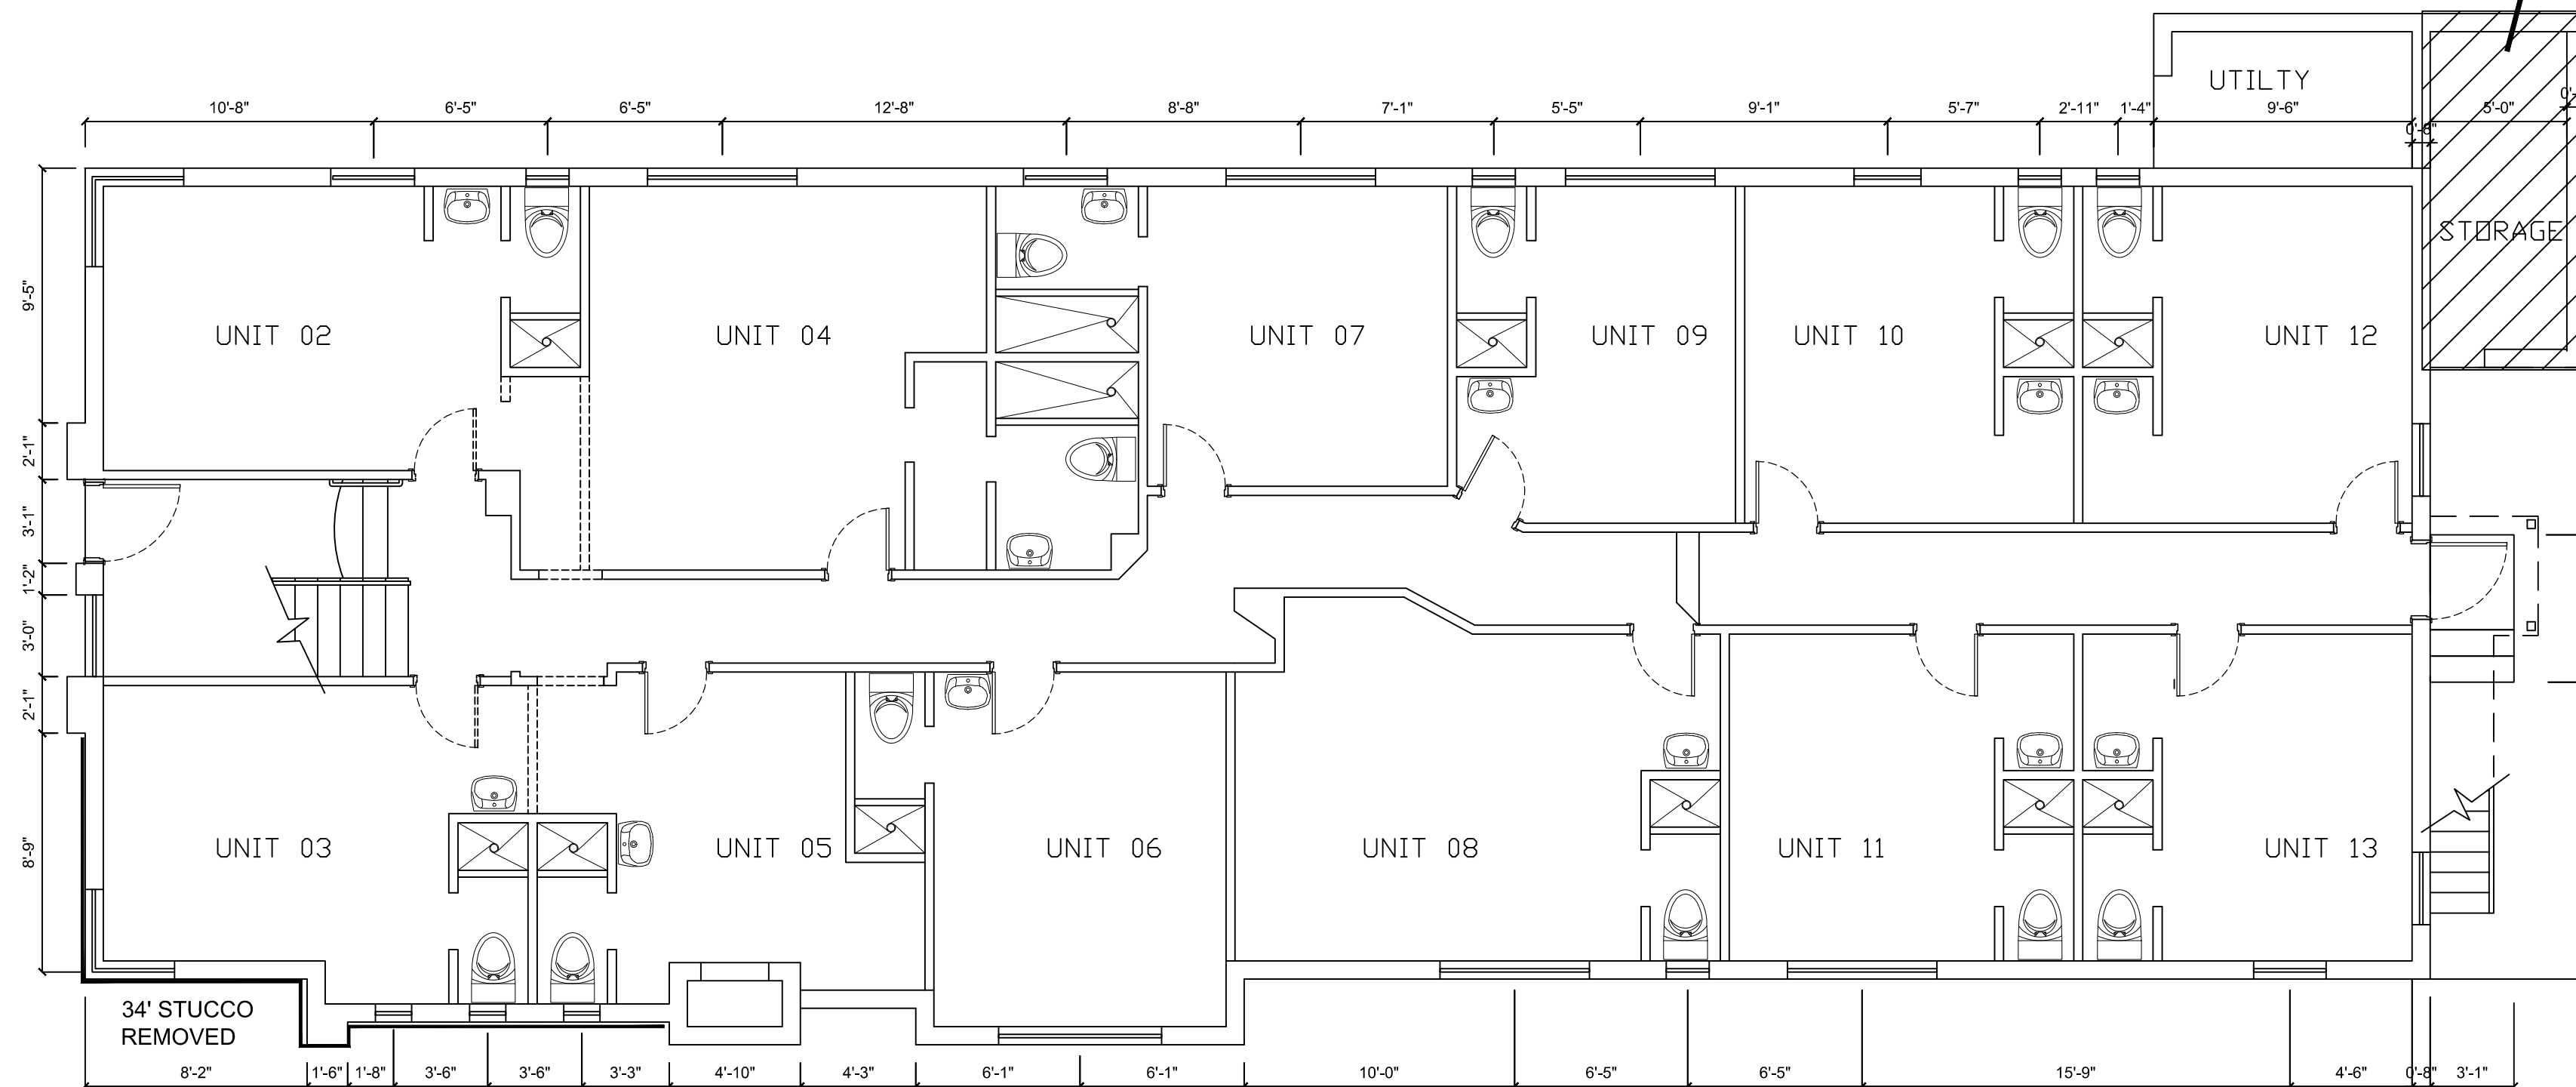 UTILTY
10'-8" 6'-5" 6'-5" 12'-8" 8'-8" 7'-1" 5'-5" 9'-1" 5'-7" 2'-11" 1'-4" 9'-6" 5'-0"
0'-8"
STORAGE
9'-5"
UNIT 02 UNIT 04 UNIT 07 UNIT 09 UNIT 10 UNIT 12
2'-1"
3'-1"
1'-2"
3'-0"
2'-1"
8'-9"
UNIT 03 UNIT 05 UNIT 06 UNIT 08 UNIT 11 UNIT 13
34' STUCCO
REMOVED
8'-2" 1'-6" 1'-8" 3'-6" 3'-6" 3'-3" 4'-10" 4'-3" 6'-1" 6'-1" 10'-0" 6'-5" 6'-5" 15'-9" 4'-6" 0'-8" 3'-1"